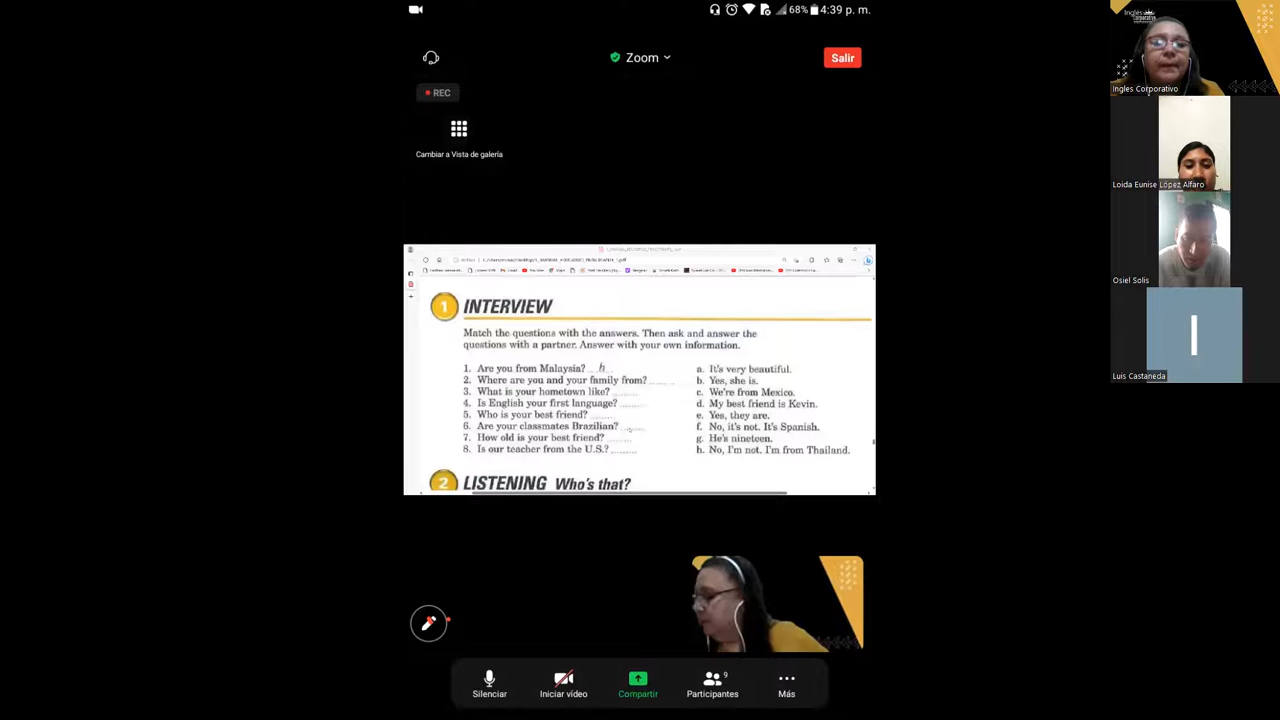 68% 4:39 p. m.
Zoom
Salir
REC
Cambiar a Vista de galería
1 INTERVIEW
Match the questions with the answers. Then ask and answer the
questions with a partner. Answer with your own information.
1. Are you from Malaysia? h
2. Where are you and your family from?
3. What is your hometown like?
4. Is English your first language?
5. Who is your best friend?
6. Are your classmates Brazilian?
7. How old is your best friend?
8. Is our teacher from the U.S.?
a. It's very beautiful.
b. Yes, she is.
c. We're from Mexico.
d. My best friend is Kevin.
e. Yes, they are.
f. No, it's not. It's Spanish.
g. He's nineteen.
h. No, I'm not. I'm from Thailand.
2 LISTENING Who's that?
Silenciar
Iniciar video
Compartir
9
Participantes
Más
Inglés
Corporativo
Ingles Corporativo
Loida Eunise López Alfaro
Osiel Solis
I
Luis Castaneda